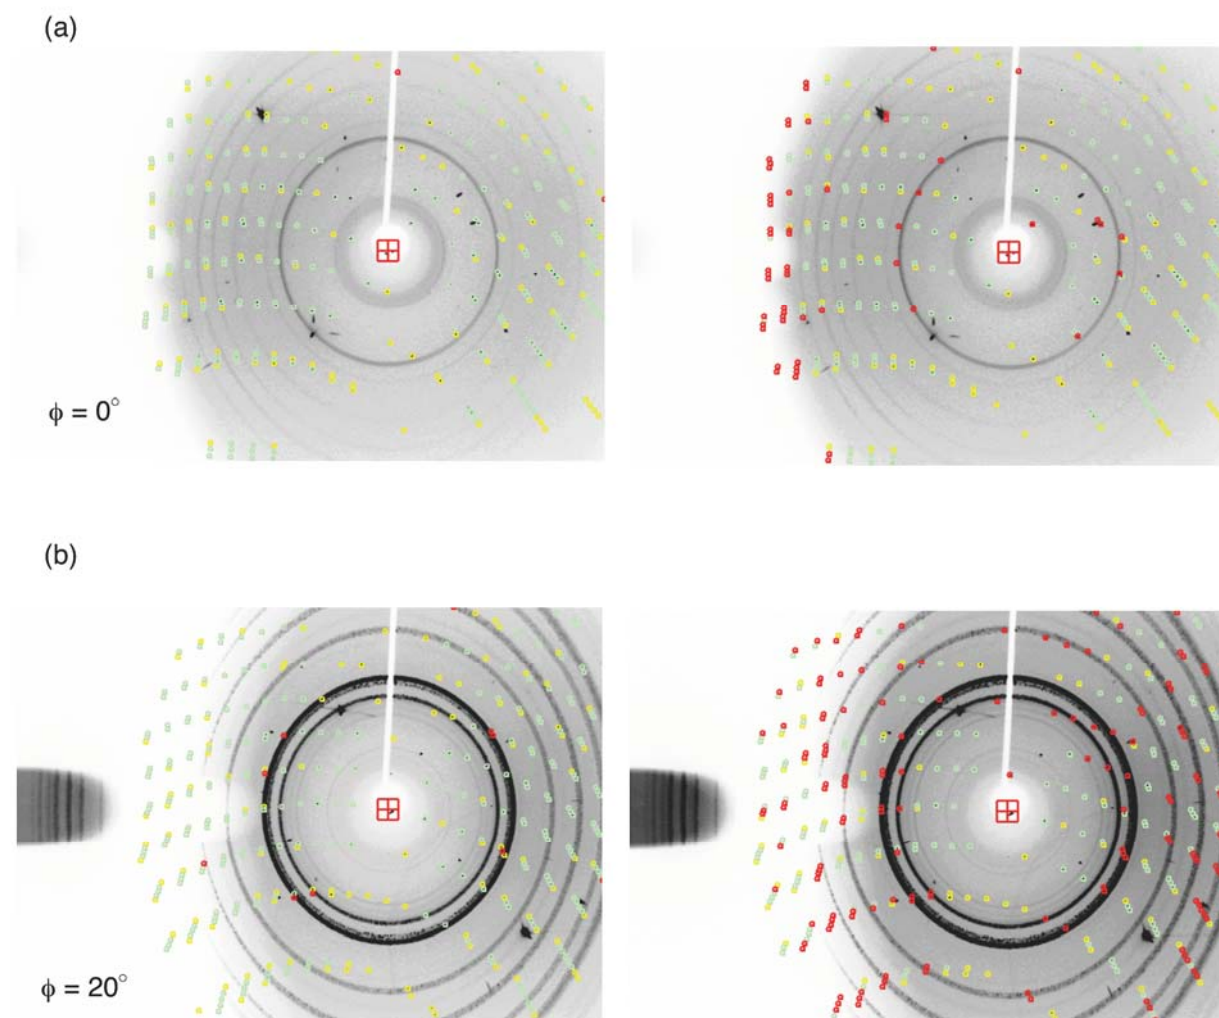 (a)
ϕ = 0°
(b)
ϕ = 20°